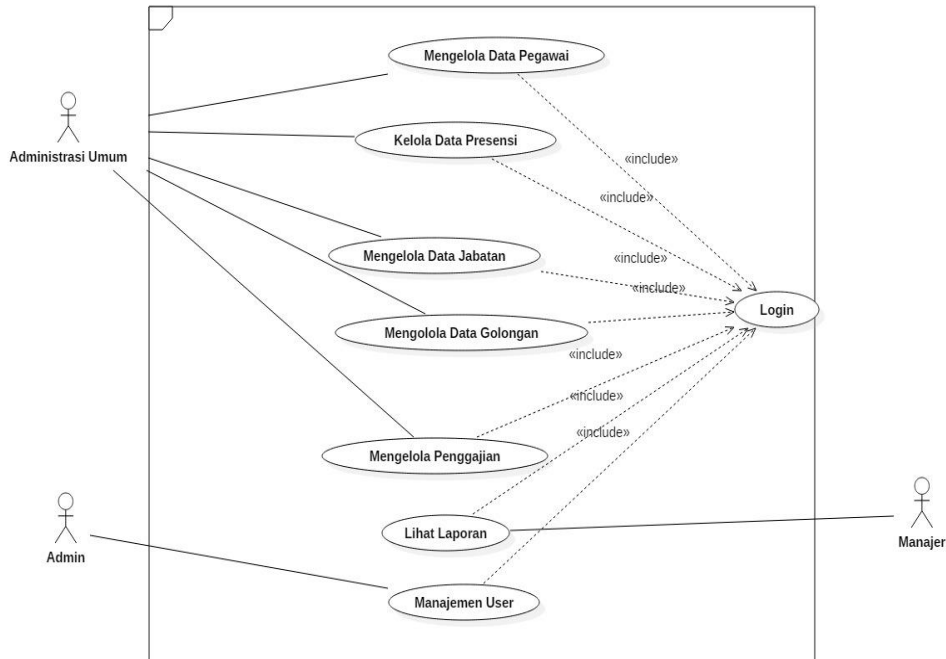 Mengelola Data Pegawai
Kelola Data Presensi
Administrasi Umum
«include»
«include»
Mengelola Data Jabatan
«include»
«include»
Login
Mengolola Data Golongan
«include»
«include»
«include»
Mengelola Penggajian
Lihat Laporan
Manajer
Admin
Manajemen User